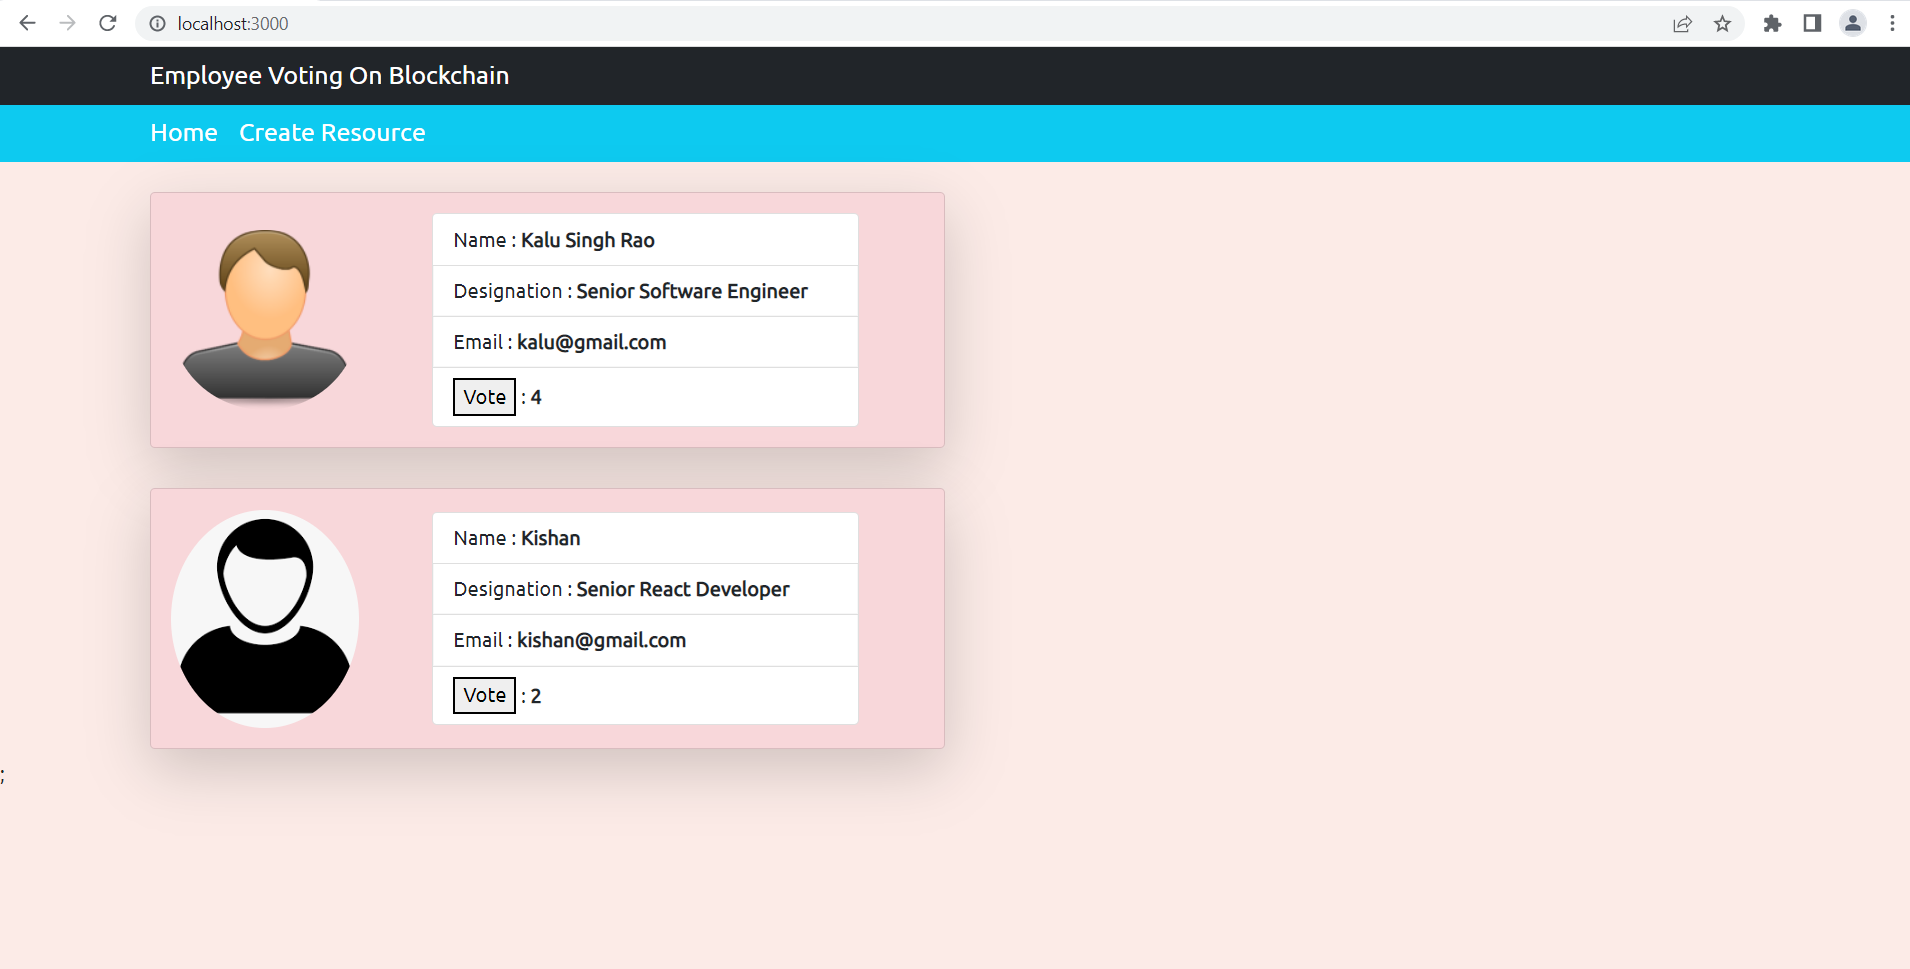 localhost:3000
Employee Voting On Blockchain
Home Create Resource
Name : Kalu Singh Rao
Designation : Senior Software Engineer
Email : kalu@gmail.com
Vote : 4
Name : Kishan
Designation : Senior React Developer
Email : kishan@gmail.com
Vote : 2
;